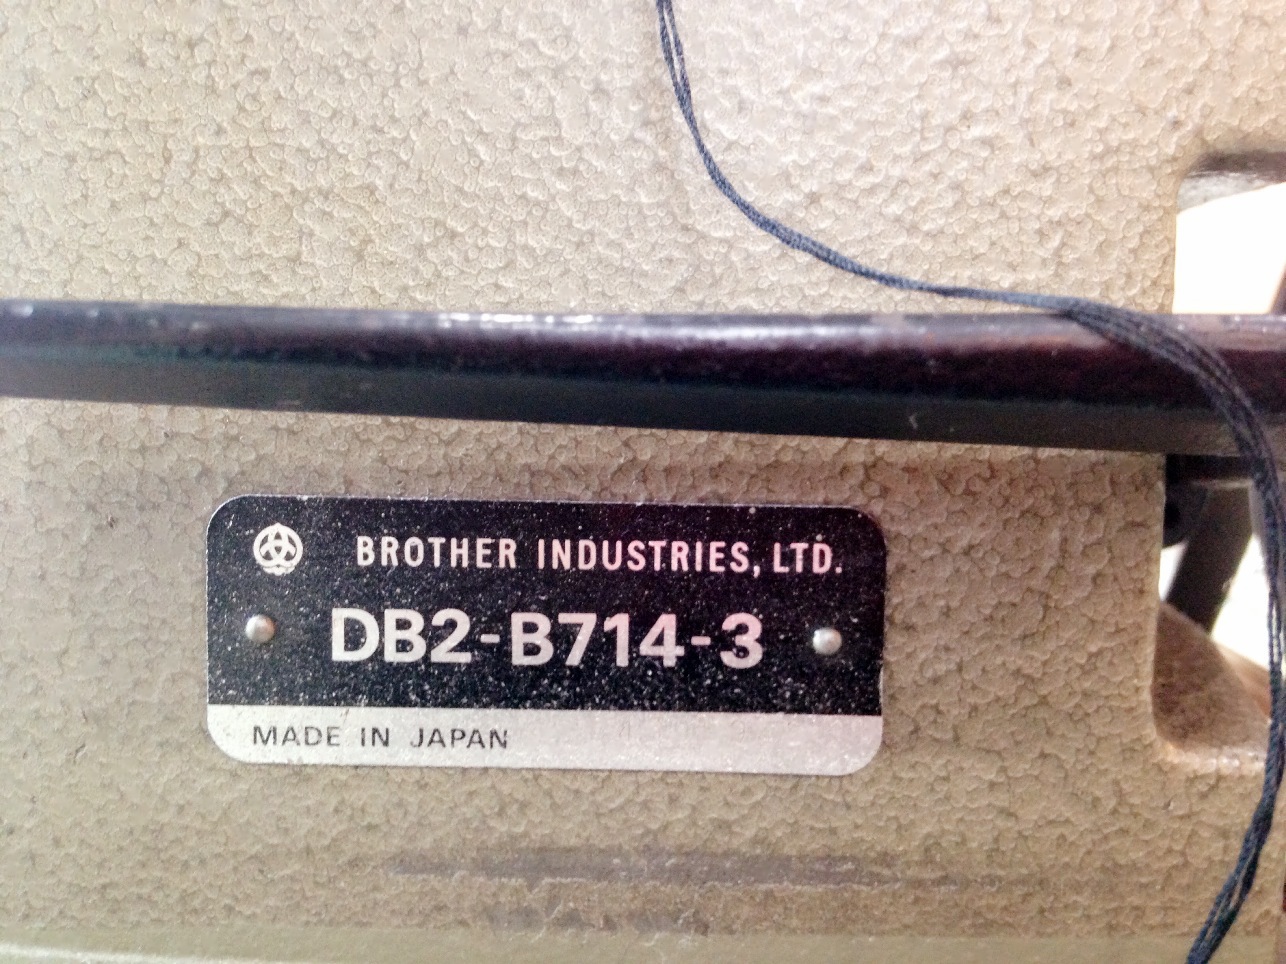 BROTHER INDUSTRIES, LTD.
DB2-B714-3
MADE IN JAPAN